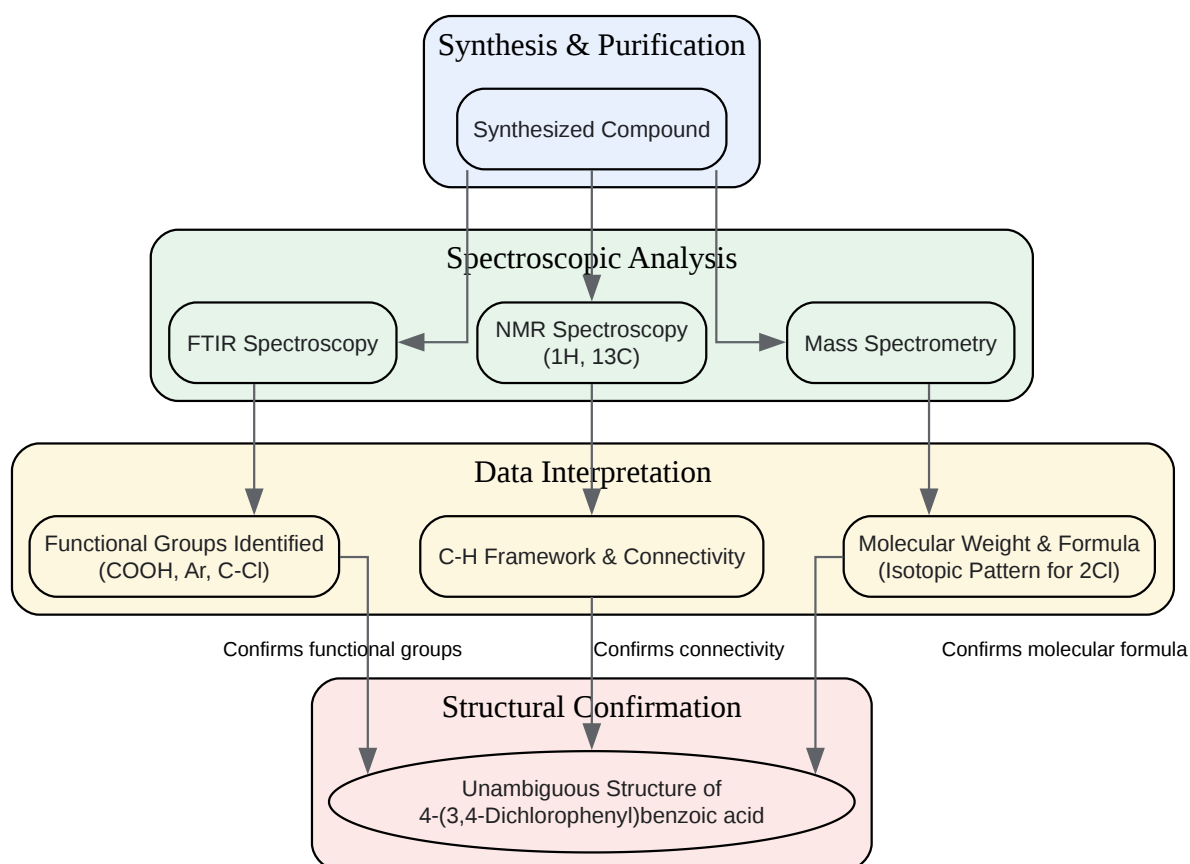 Synthesis & Purification
Synthesized Compound
Spectroscopic Analysis
FTIR Spectroscopy
NMR Spectroscopy
(1H, 13C)
Mass Spectrometry
Data Interpretation
Functional Groups Identified
(COOH, Ar, C-Cl)
C-H Framework & Connectivity
Molecular Weight & Formula
(Isotopic Pattern for 2Cl)
Confirms functional groups
Confirms connectivity
Confirms molecular formula
Structural Confirmation
Unambiguous Structure of
4-(3,4-Dichlorophenyl)benzoic acid